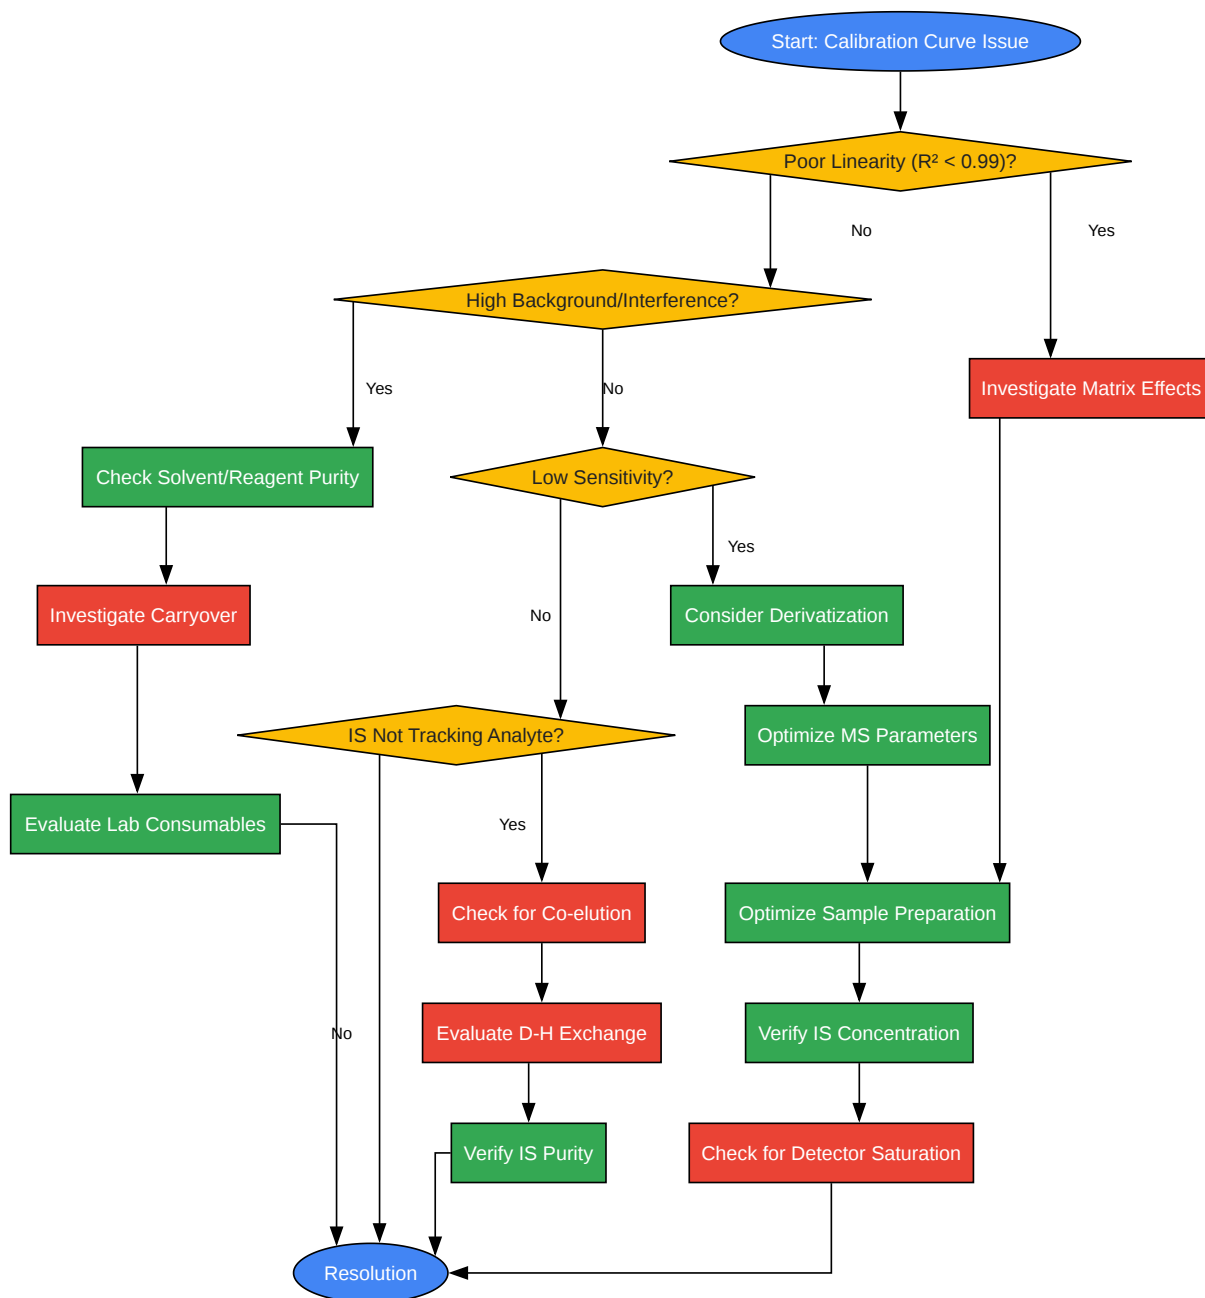 Start: Calibration Curve Issue
Poor Linearity (R² < 0.99)?
No
Yes
High Background/Interference?
Yes
No
Investigate Matrix Effects
Check Solvent/Reagent Purity
Low Sensitivity?
Yes
Investigate Carryover
No
Consider Derivatization
IS Not Tracking Analyte?
Optimize MS Parameters
Evaluate Lab Consumables
Yes
Check for Co-elution
Optimize Sample Preparation
No
Evaluate D-H Exchange
Verify IS Concentration
Verify IS Purity
Check for Detector Saturation
Resolution